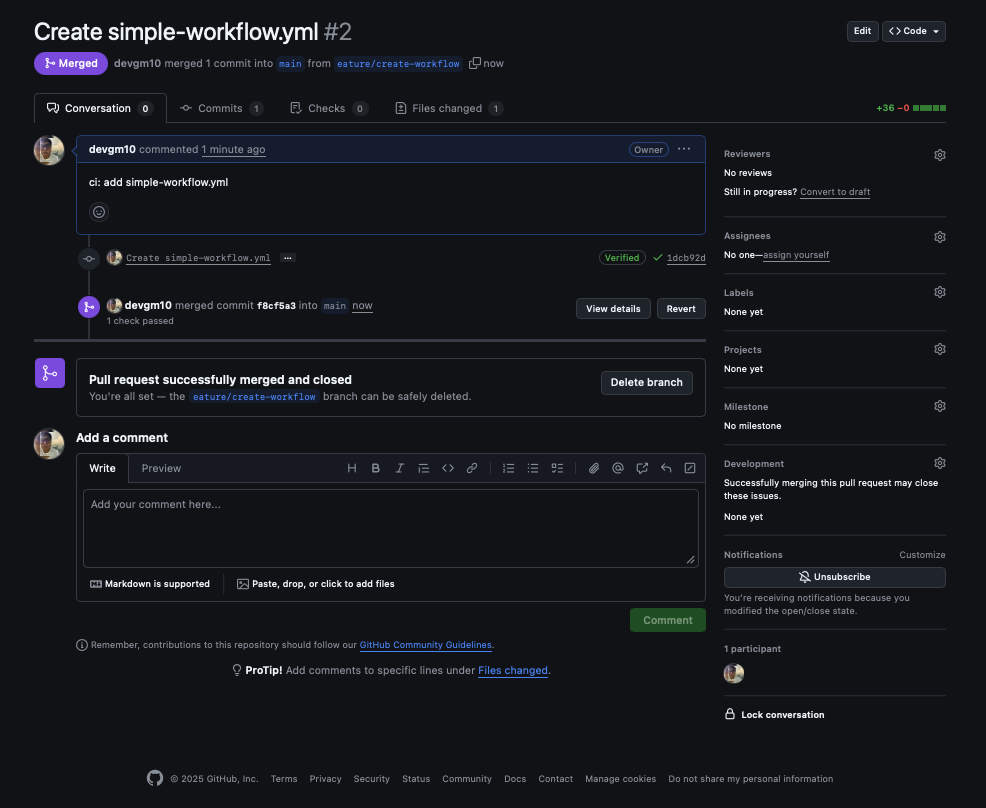 Create simple-workflow.yml #2
Edit
Code
Merged
devgm10 merged 1 commit into main from eature/create-workflow now
Conversation 0
Commits 1
Checks 0
Files changed 1
+36 −0
devgm10 commented 1 minute ago
Owner
ci: add simple-workflow.yml
Create simple-workflow.yml
Verified
1dcb92d
devgm10 merged commit f8cf5a3 into main now
1 check passed
View details
Revert
Pull request successfully merged and closed
You're all set — the eature/create-workflow branch can be safely deleted.
Delete branch
Add a comment
Write
Preview
Add your comment here...
Markdown is supported
Paste, drop, or click to add files
Comment
Remember, contributions to this repository should follow our GitHub Community Guidelines.
ProTip! Add comments to specific lines under Files changed.
Reviewers
No reviews
Still in progress? Convert to draft
Assignees
No one—assign yourself
Labels
None yet
Projects
None yet
Milestone
No milestone
Development
Successfully merging this pull request may close
these issues.
None yet
Notifications
Customize
Unsubscribe
You're receiving notifications because you
modified the open/close state.
1 participant
Lock conversation
© 2025 GitHub, Inc.
Terms
Privacy
Security
Status
Community
Docs
Contact
Manage cookies
Do not share my personal information